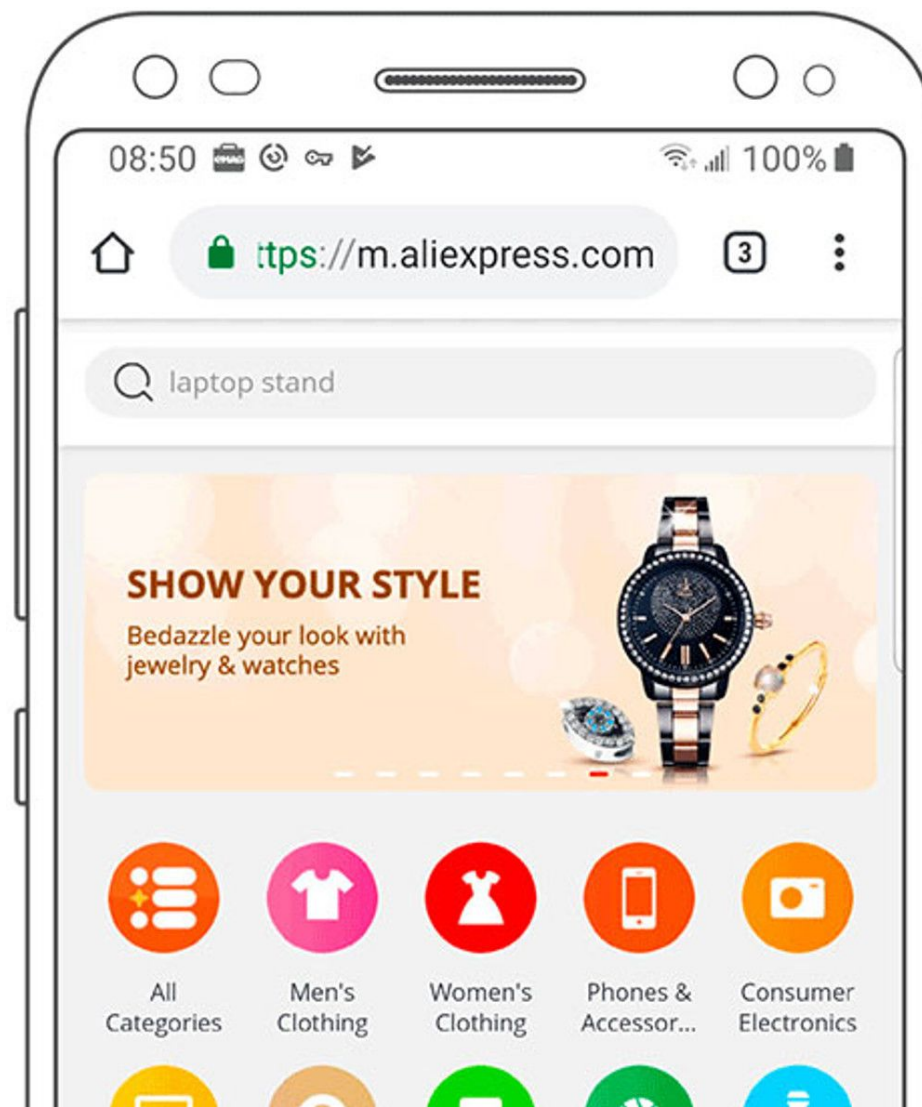 08:50
100%
ttps://m.aliexpress.com
3
laptop stand
SHOW YOUR STYLE
Bedazzle your look with
jewelry & watches
All
Categories
Men's
Clothing
Women's
Clothing
Phones &
Accessor...
Consumer
Electronics